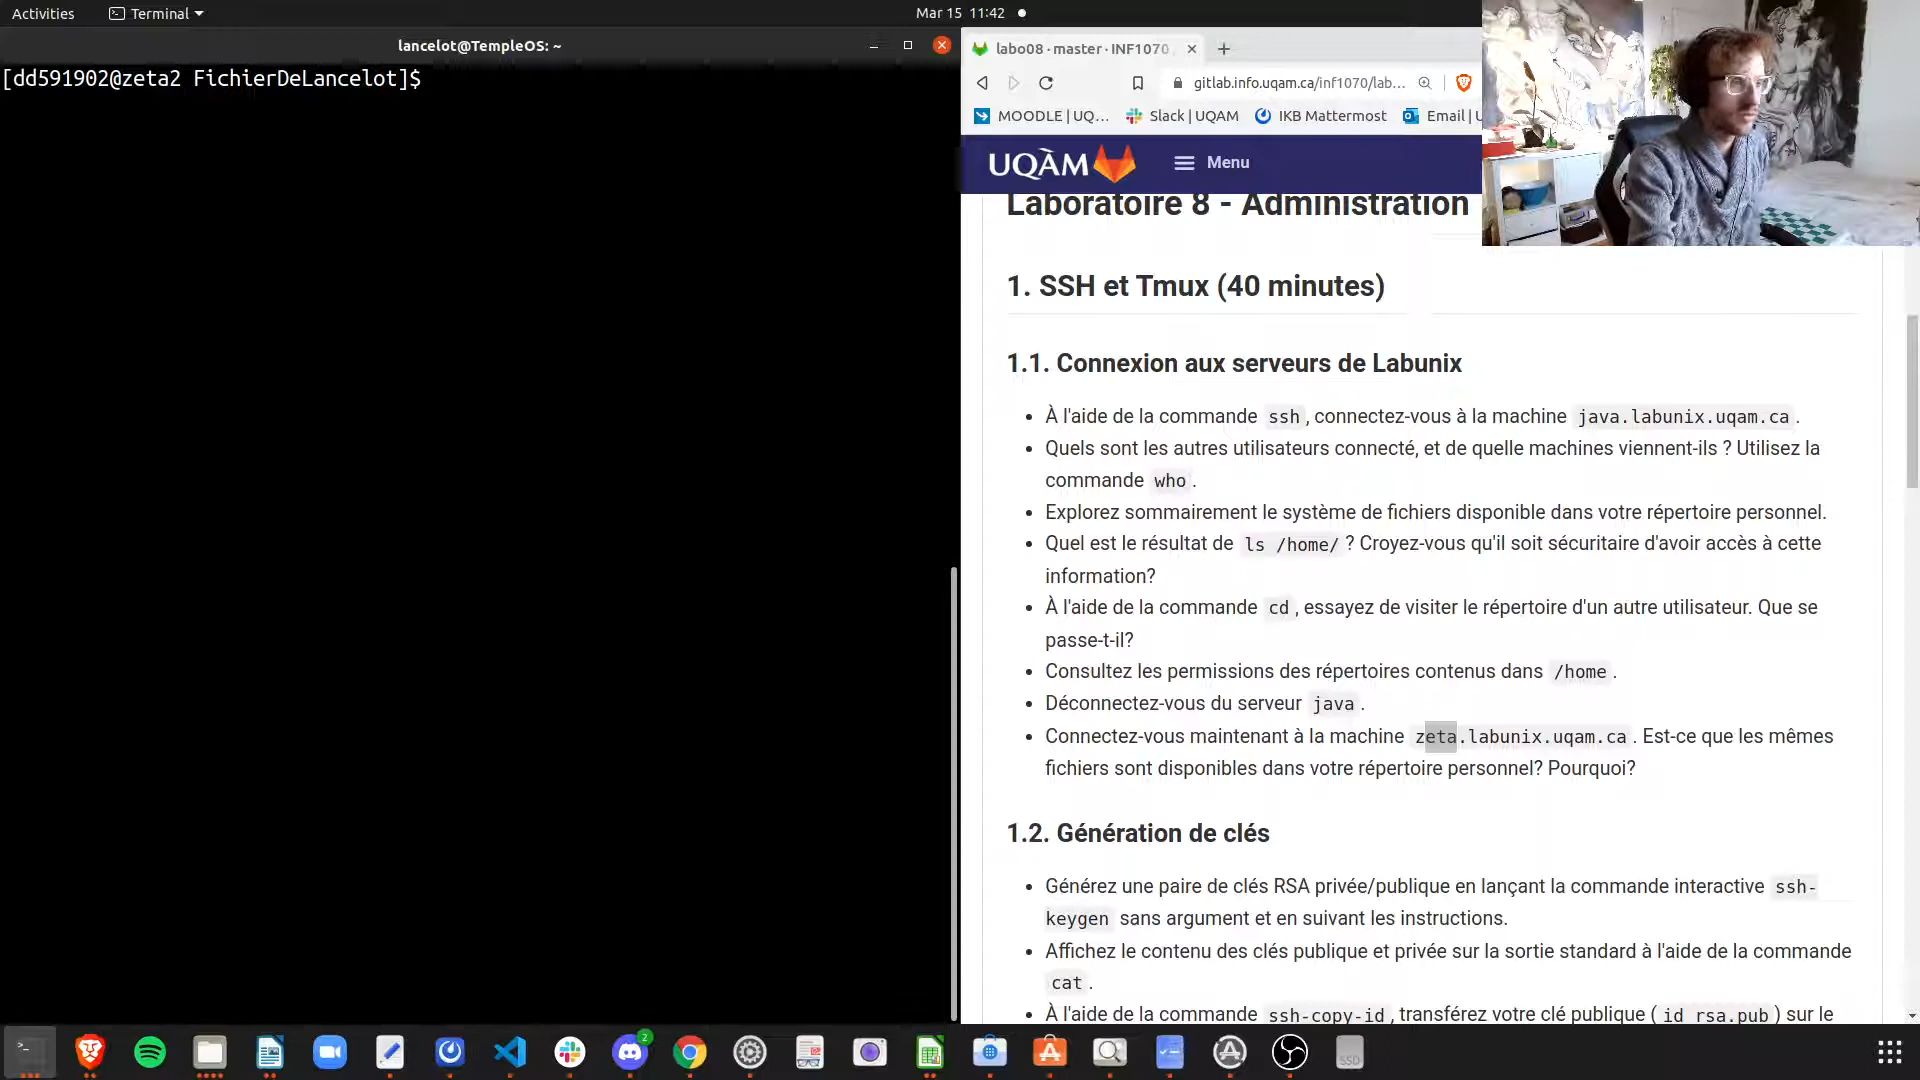 Activities
Terminal
Mar 15 11:42
lancelot@TempleOS: ~
[dd591902@zeta2 FichierDeLancelot]$
labo08 · master · INF1070
gitlab.info.uqam.ca/inf1070/lab...
MOODLE | UQ...
Slack | UQAM
IKB Mattermost
Email | U
UQÀM
Menu
Laboratoire 8 - Administration
1. SSH et Tmux (40 minutes)
1.1. Connexion aux serveurs de Labunix
• À l'aide de la commande ssh, connectez-vous à la machine java.labunix.uqam.ca.
• Quels sont les autres utilisateurs connecté, et de quelle machines viennent-ils ? Utilisez la
commande who.
• Explorez sommairement le système de fichiers disponible dans votre répertoire personnel.
• Quel est le résultat de ls /home/ ? Croyez-vous qu'il soit sécuritaire d'avoir accès à cette
information?
• À l'aide de la commande cd, essayez de visiter le répertoire d'un autre utilisateur. Que se
passe-t-il?
• Consultez les permissions des répertoires contenus dans /home.
• Déconnectez-vous du serveur java.
• Connectez-vous maintenant à la machine zeta.labunix.uqam.ca. Est-ce que les mêmes
fichiers sont disponibles dans votre répertoire personnel? Pourquoi?
1.2. Génération de clés
• Générez une paire de clés RSA privée/publique en lançant la commande interactive ssh-
keygen sans argument et en suivant les instructions.
• Affichez le contenu des clés publique et privée sur la sortie standard à l'aide de la commande
cat.
• À l'aide de la commande ssh-copy-id, transférez votre clé publique (id_rsa.pub) sur le
>_
2
SSD